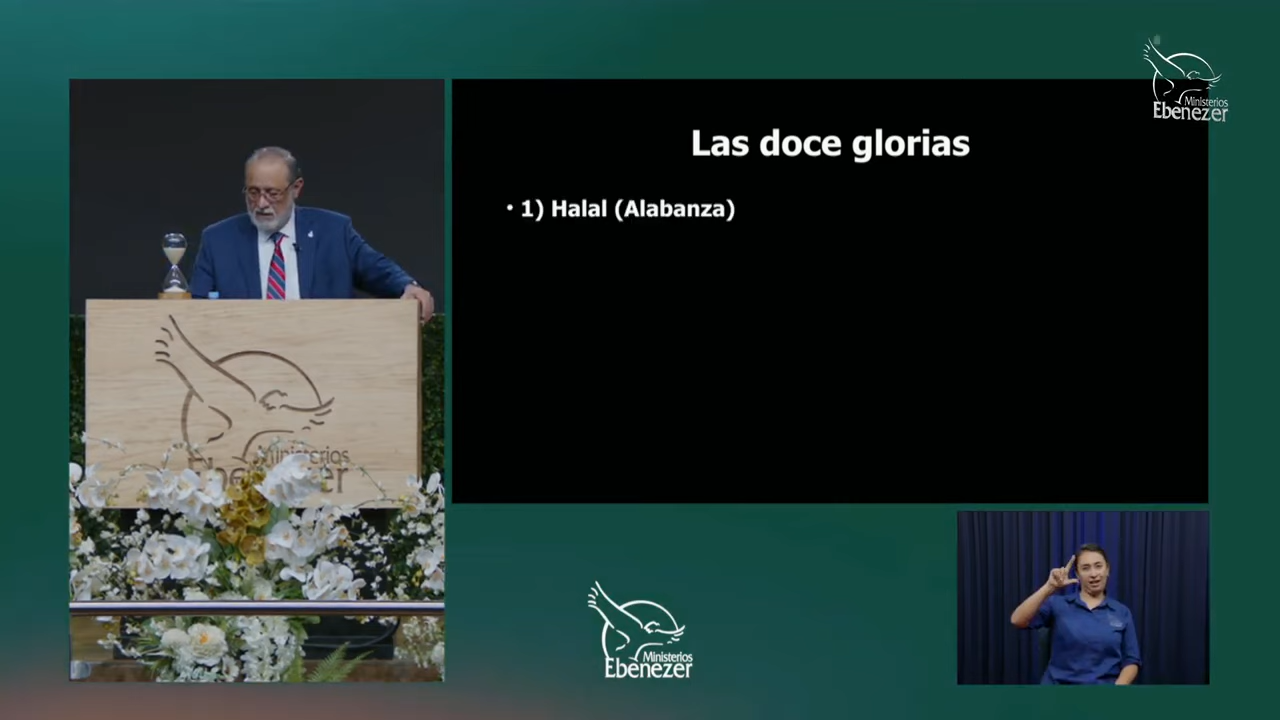 Ministerios
Ebenezer
Las doce glorias
• 1) Halal (Alabanza)
Ministerios
Ebenezer
Ministerios
Ebenezer